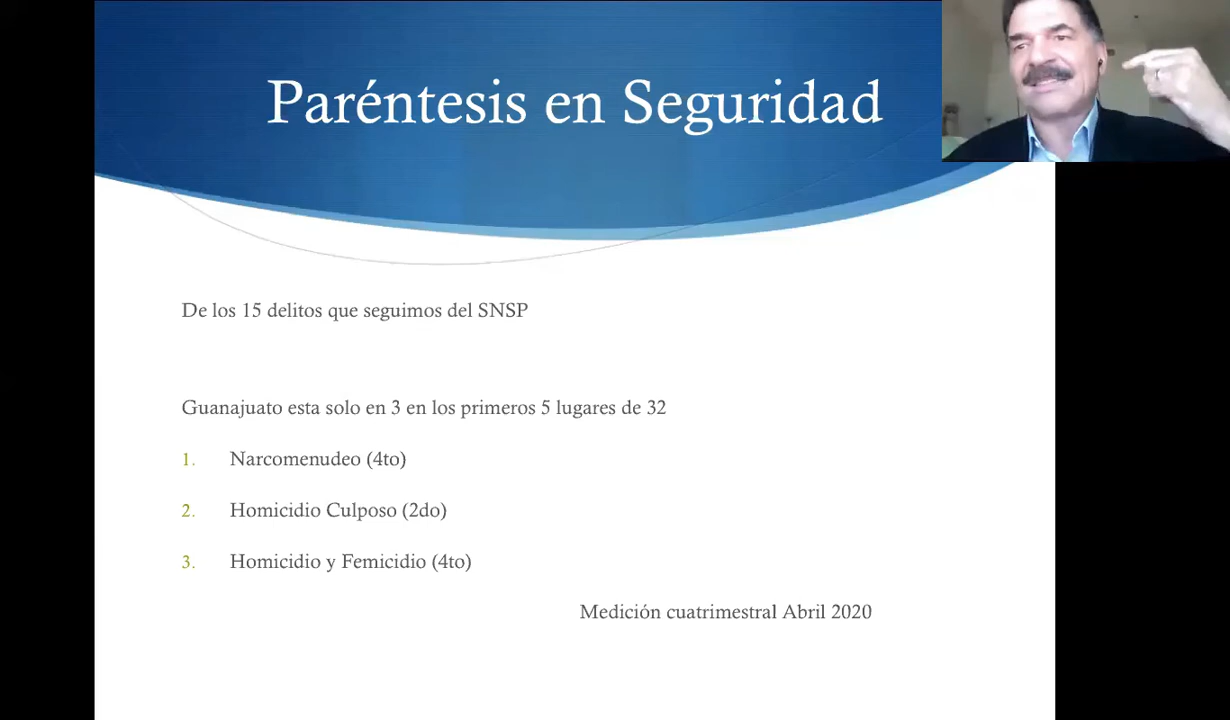 Paréntesis en Seguridad
De los 15 delitos que seguimos del SNSP
Guanajuato esta solo en 3 en los primeros 5 lugares de 32
1. Narcomenudeo (4to)
2. Homicidio Culposo (2do)
3. Homicidio y Femicidio (4to)
Medición cuatrimestral Abril 2020